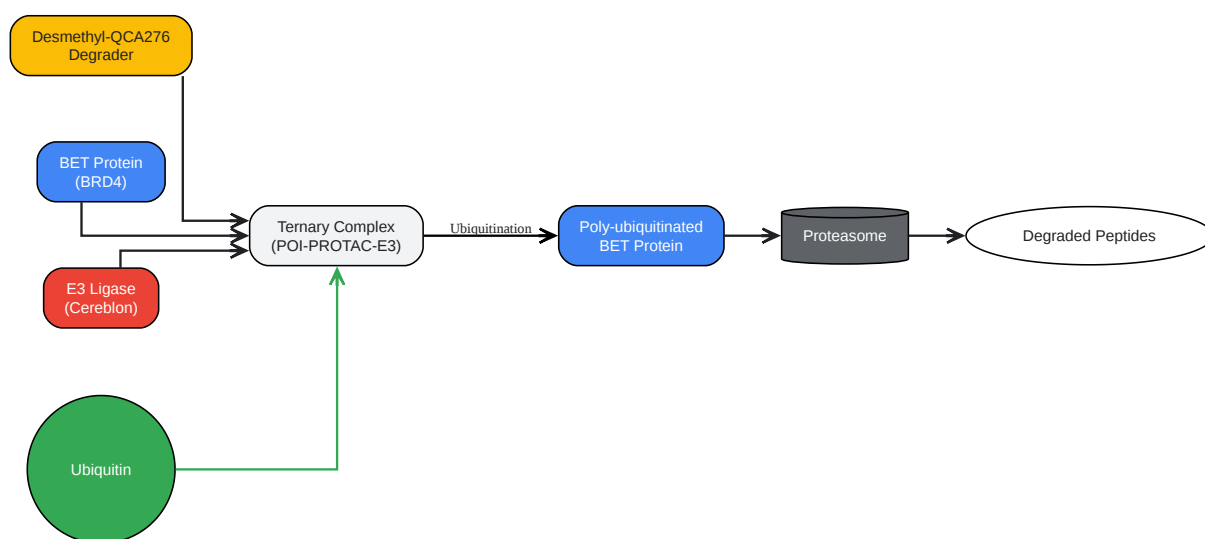 Desmethyl-QCA276
Degrader
BET Protein
(BRD4)
E3 Ligase
(Cereblon)
Ubiquitin
Ternary Complex
(POI-PROTAC-E3)
Ubiquitination
Poly-ubiquitinated
BET Protein
Proteasome
Degraded Peptides